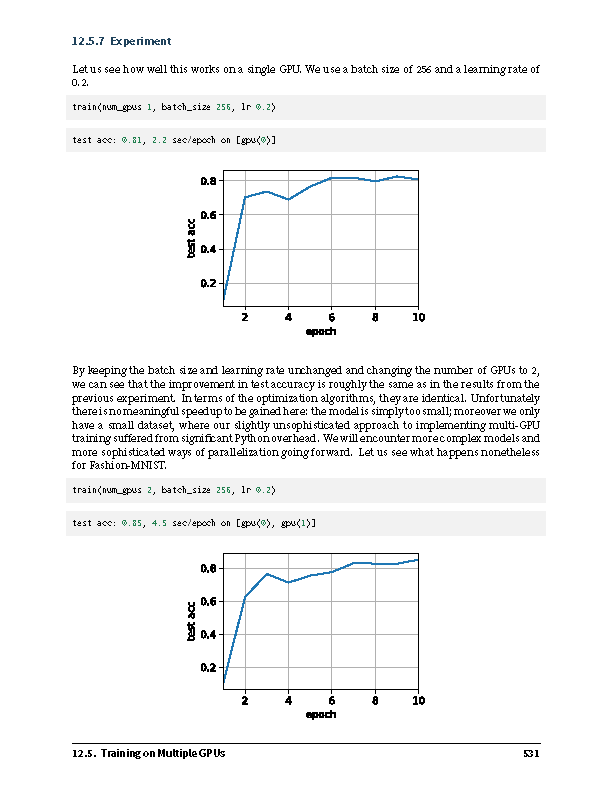 12.5.7 Experiment
Let us see how well this works on a single GPU. We use a batch size of 256 and a learning rate of
0.2.
train(num_gpus 1, batch_size 256, lr 0.2)
test acc: 0.81, 2.2 sec/epoch on [gpu(0)]
0.8
0.6
0.4
0.2
test acc
2 4 6 8 10
epoch
By keeping the batch size and learning rate unchanged and changing the number of GPUs to 2,
we can see that the improvement in test accuracy is roughly the same as in the results from the
previous experiment. In terms of the optimization algorithms, they are identical. Unfortunately
there is no meaningful speedup to be gained here: the model is simply too small; moreover we only
have a small dataset, where our slightly unsophisticated approach to implementing multi-GPU
training suffered from significant Python overhead. We will encounter more complex models and
more sophisticated ways of parallelization going forward. Let us see what happens nonetheless
for Fashion-MNIST.
train(num_gpus 2, batch_size 256, lr 0.2)
test acc: 0.85, 4.5 sec/epoch on [gpu(0), gpu(1)]
0.8
0.6
0.4
0.2
test acc
2 4 6 8 10
epoch
12.5. Training on Multiple GPUs 531